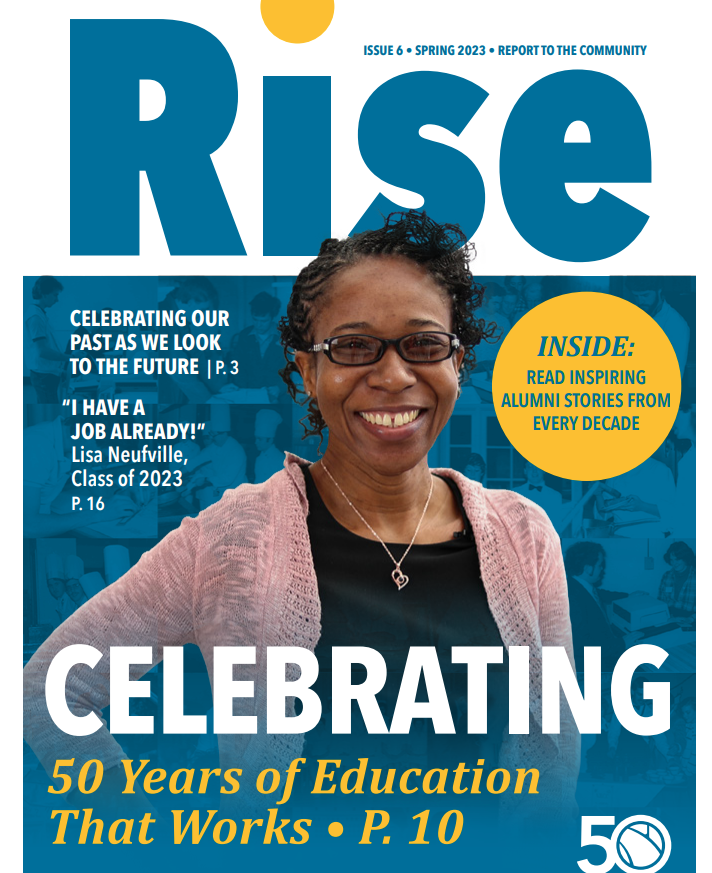 Rise
ISSUE 6 • SPRING 2023 • REPORT TO THE COMMUNITY
CELEBRATING OUR
PAST AS WE LOOK
TO THE FUTURE | P. 3
"I HAVE A
JOB ALREADY!"
Lisa Neufville,
Class of 2023
P. 16
INSIDE:
READ INSPIRING
ALUMNI STORIES FROM
EVERY DECADE
CELEBRATING
50 Years of Education
That Works • P. 10
50